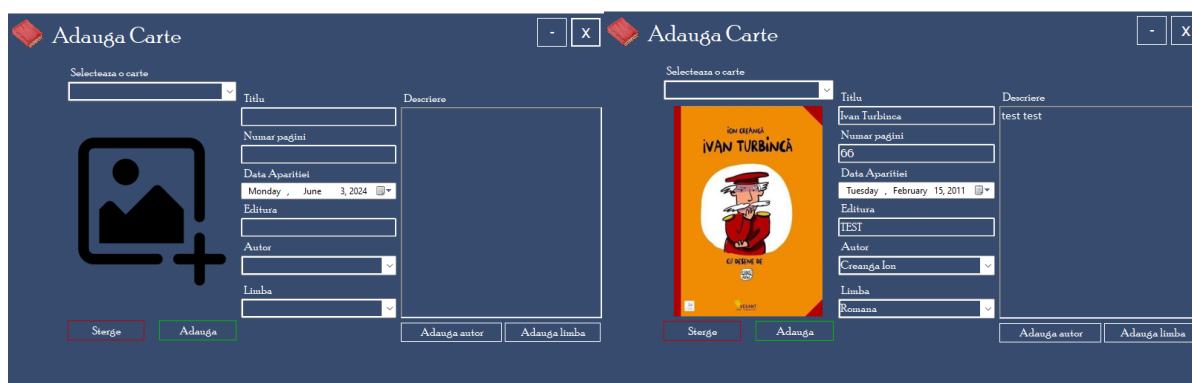 Adauga Carte
-
X
Selecteaza o carte
Titlu
Descriere
Numar pagini
Data Aparitiei
Monday , June 3, 2024
Editura
Autor
Limba
Sterge
Adauga
Adauga autor
Adauga limba
Adauga Carte
-
X
Selecteaza o carte
Titlu
Descriere
Ivan Turbinca
test test
ION CREANGĂ
iVAN TURBiNCĂ
CU DESENE DE
Numar pagini
66
Data Aparitiei
Tuesday , February 15, 2011
Editura
TEST
Autor
Creanga Ion
Limba
Romana
Sterge
Adauga
Adauga autor
Adauga limba